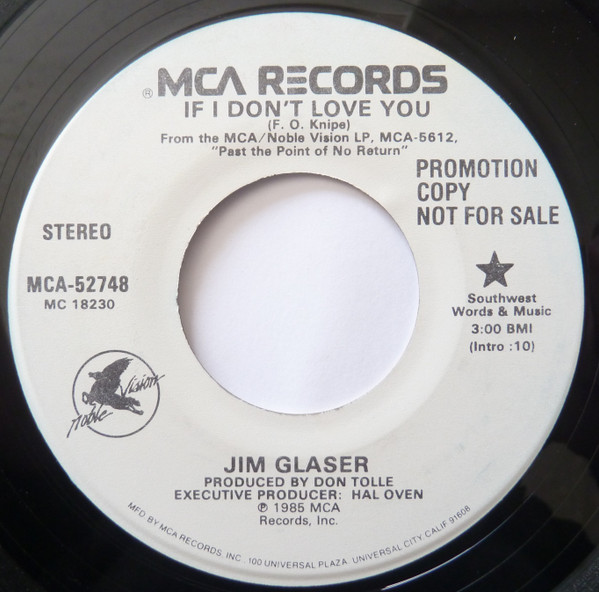 ® MCA RECORDS
IF I DON'T LOVE YOU
(F. O. Knipe)
From the MCA/Noble Vision LP, MCA-5612,
"Past the Point of No Return"
PROMOTION
COPY
NOT FOR SALE
STEREO
MCA-52748
MC 18230
Southwest
Words & Music
3:00 BMI
(Intro :10)
Noble Vision
JIM GLASER
PRODUCED BY DON TOLLE
EXECUTIVE PRODUCER: HAL OVEN
℗ 1985 MCA
Records, Inc.
MFD BY MCA RECORDS, INC., 100 UNIVERSAL PLAZA, UNIVERSAL CITY, CALIF. 91608